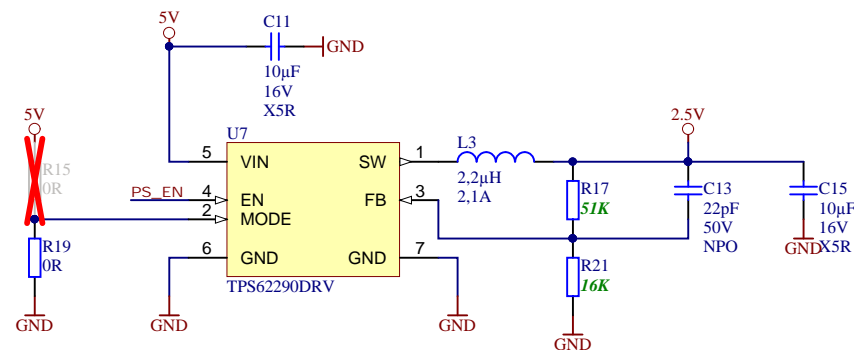 5V
C11
GND
10µF
16V
X5R
5V
R15
0R
U7
2.5V
5
VIN
SW
1
L3
2,2µH
2,1A
PS_EN
4
EN
FB
3
2
MODE
R17
51K
C13
22pF
50V
NPO
C15
10µF
16V
X5R
GND
R19
0R
6
GND
GND
7
R21
16K
TPS62290DRV
GND
GND
GND
GND